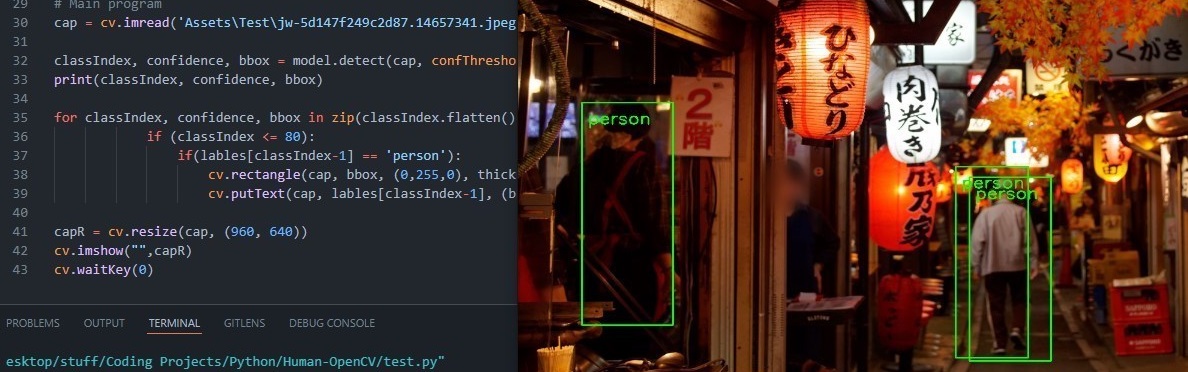 29 # Main program
30 cap = cv.imread('Assets\Test\jw-5d147f249c2d87.14657341.jpeg
31
32 classIndex, confidence, bbox = model.detect(cap, confThresho
33 print(classIndex, confidence, bbox)
34
35 for classIndex, confidence, bbox in zip(classIndex.flatten()
36 if (classIndex <= 80):
37 if(lables[classIndex-1] == 'person'):
38 cv.rectangle(cap, bbox, (0,255,0), thick
39 cv.putText(cap, lables[classIndex-1], (b
40
41 capR = cv.resize(cap, (960, 640))
42 cv.imshow("",capR)
43 cv.waitKey(0)
PROBLEMS OUTPUT TERMINAL GITLENS DEBUG CONSOLE
esktop/stuff/Coding Projects/Python/Human-OpenCV/test.py"
person
2
階
ひなどり
家
肉巻き
らくがき
person
person
乃家
SAPPORO